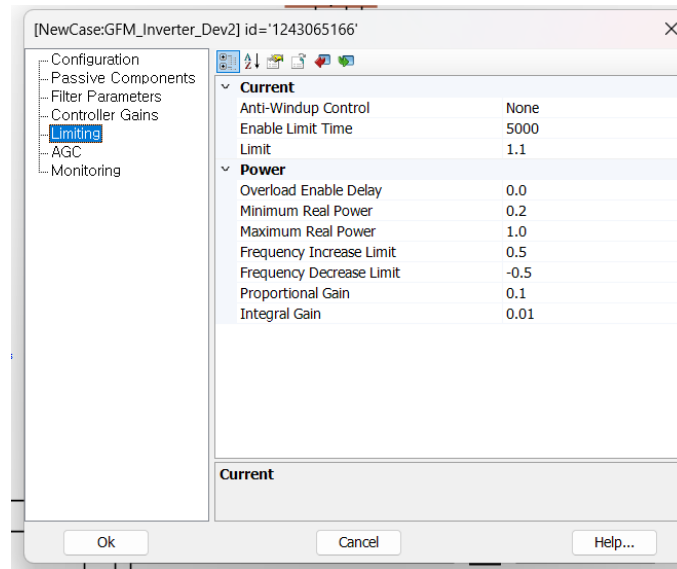 [NewCase:GFM_Inverter_Dev2] id='1243065166'
Configuration
Passive Components
Filter Parameters
Controller Gains
Limiting
AGC
Monitoring
Current
Anti-Windup Control None
Enable Limit Time 5000
Limit 1.1
Power
Overload Enable Delay 0.0
Minimum Real Power 0.2
Maximum Real Power 1.0
Frequency Increase Limit 0.5
Frequency Decrease Limit -0.5
Proportional Gain 0.1
Integral Gain 0.01
Current
Ok Cancel Help...